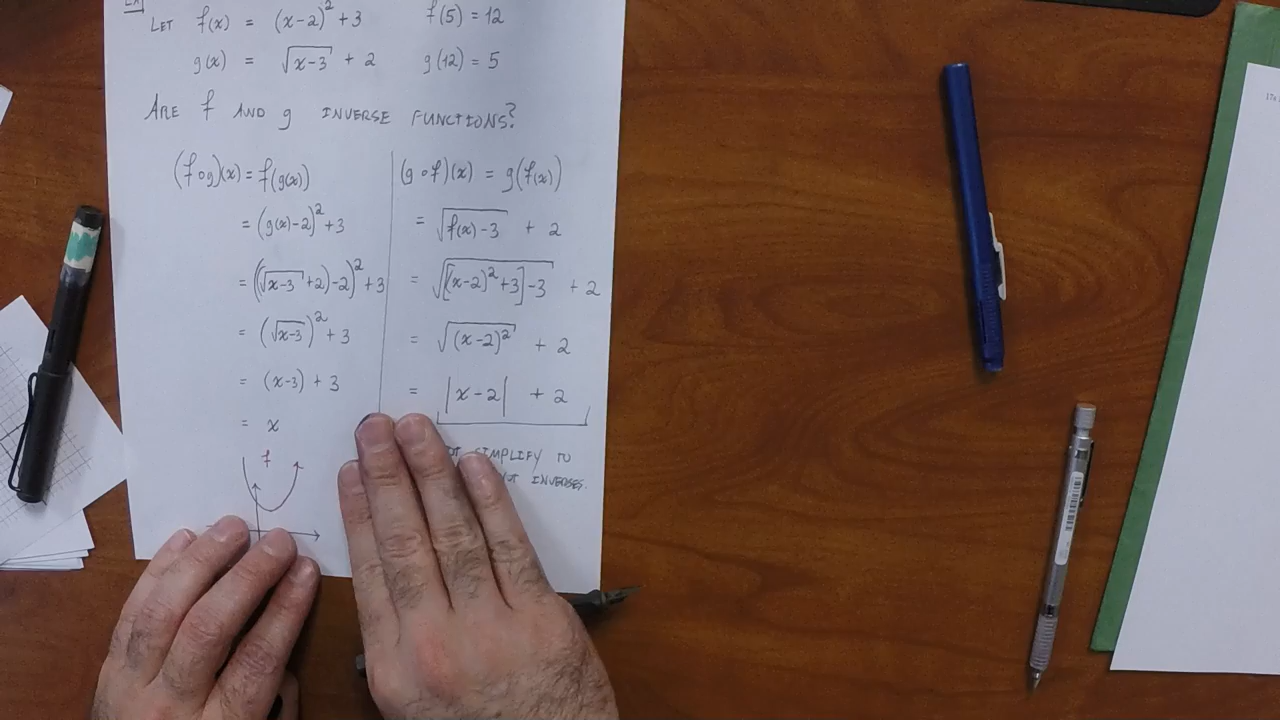 Ex
LET f(x) = (x-2)² + 3 f(5) = 12
g(x) = √(x-3) + 2 g(12) = 5
ARE f AND g INVERSE FUNCTIONS?
(f∘g)(x) = f(g(x))
= (g(x)-2)² + 3
= ((√(x-3) + 2) - 2)² + 3
= (√(x-3))² + 3
= (x-3) + 3
= x
f
(g∘f)(x) = g(f(x))
= √(f(x)-3) + 2
= √([(x-2)² + 3] - 3) + 2
= √((x-2)²) + 2
= |x-2| + 2
SIMPLIFY TO
INVERSES.